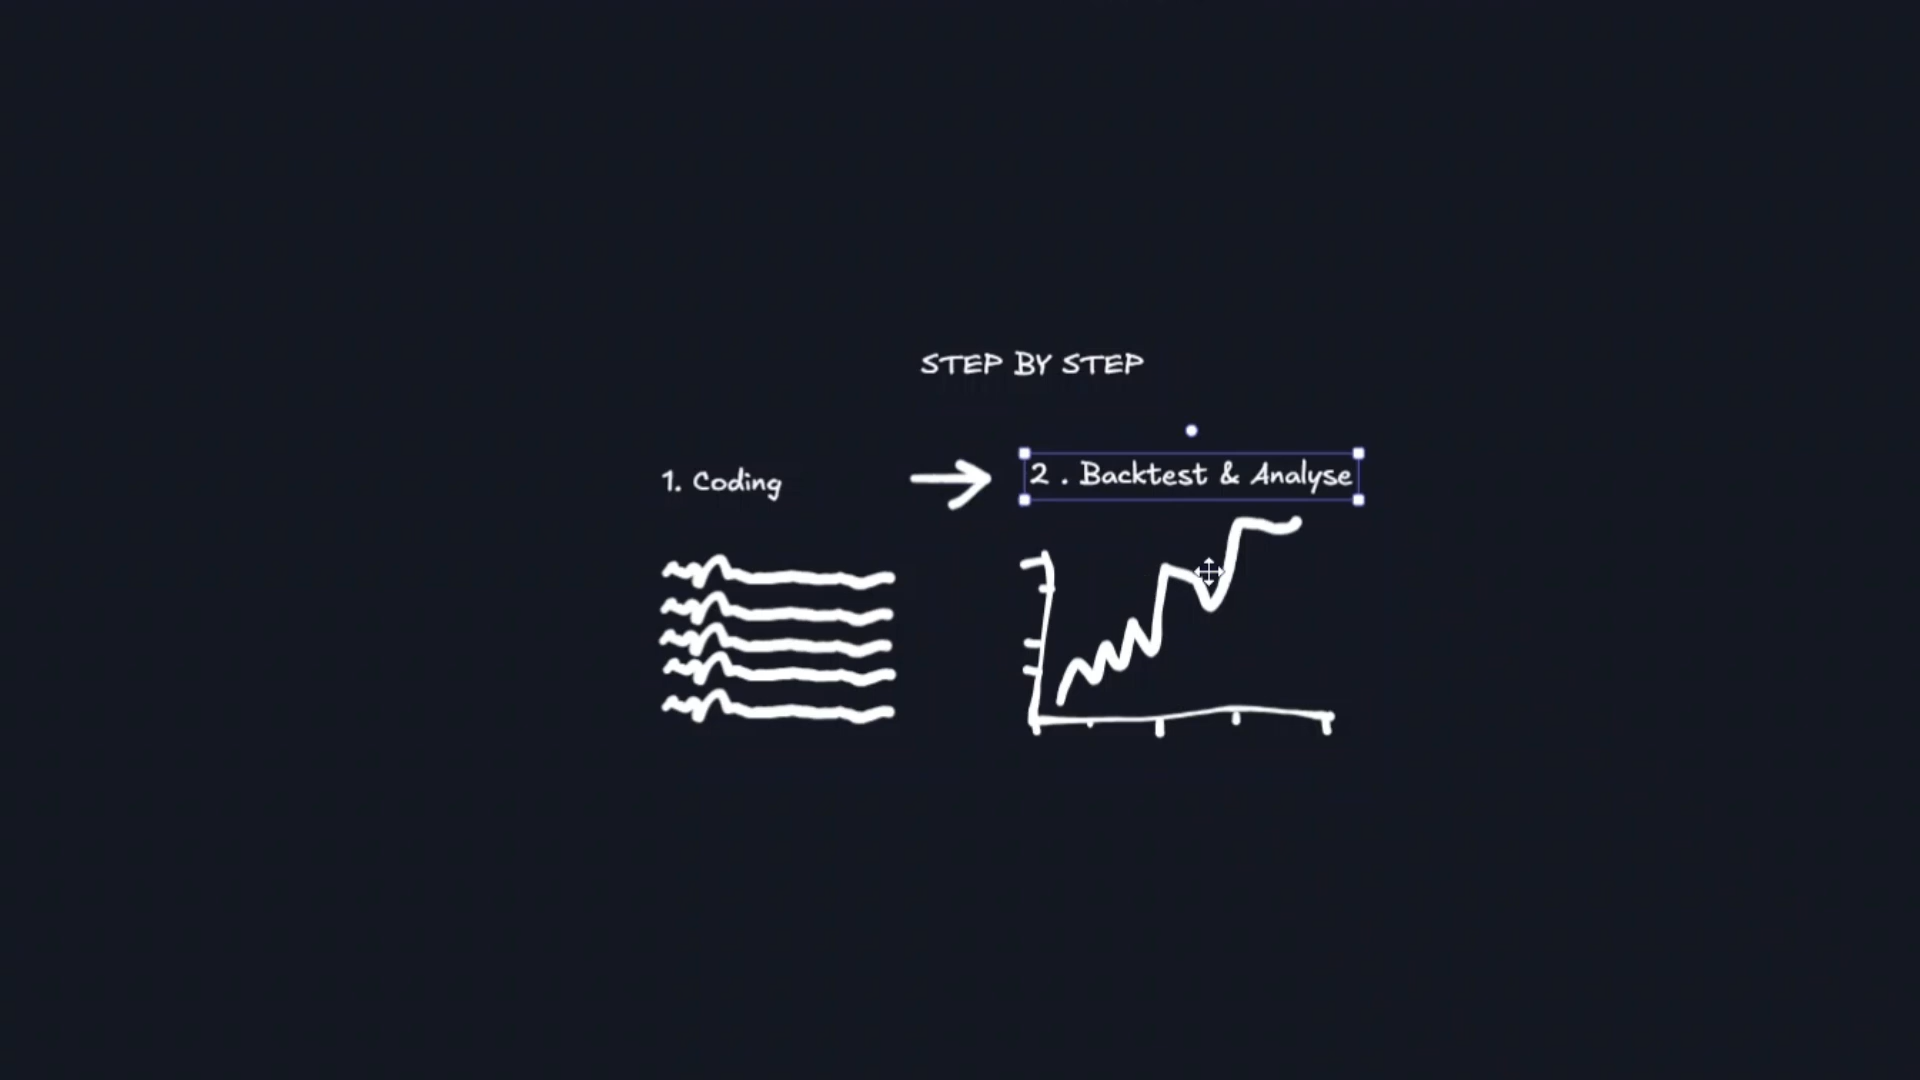 STEP BY STEP
1. Coding
2 . Backtest & Analyse